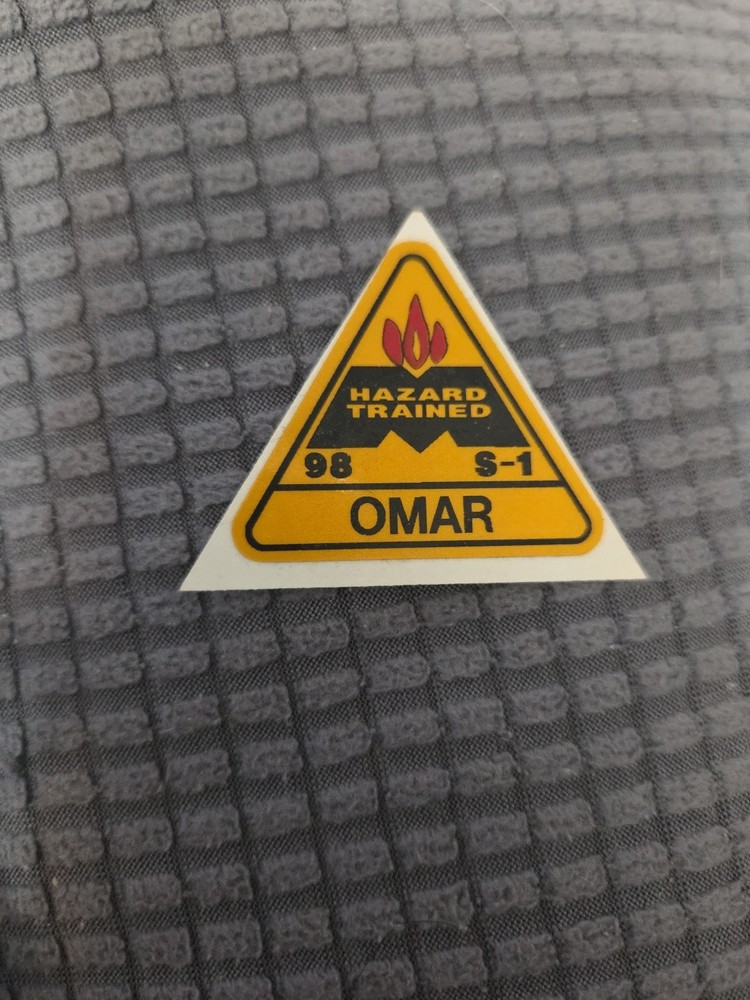 HAZARD
TRAINED
98 S-1
OMAR